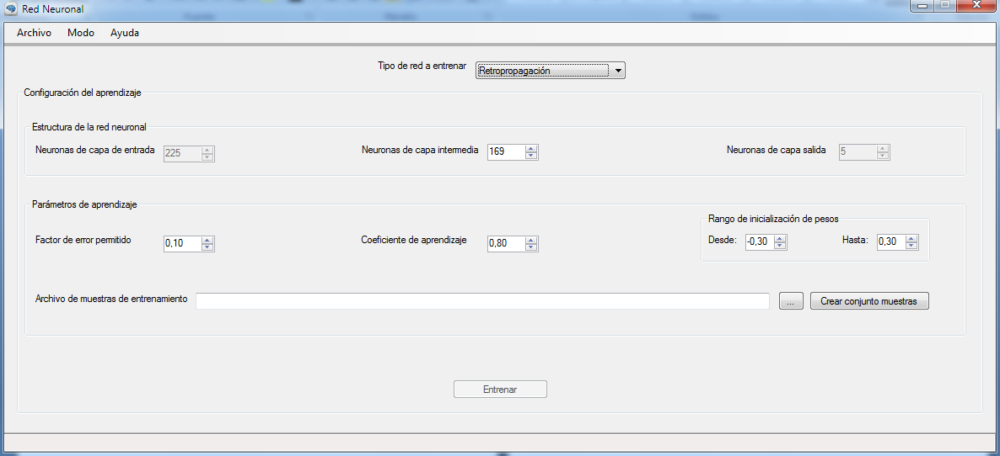 Red Neuronal
Archivo Modo Ayuda
Tipo de red a entrenar Retropropagación
Configuración del aprendizaje
Estructura de la red neuronal
Neuronas de capa de entrada 225 Neuronas de capa intermedia 169 Neuronas de capa salida 5
Parámetros de aprendizaje
Rango de inicialización de pesos
Factor de error permitido 0,10 Coeficiente de aprendizaje 0,80 Desde: -0,30 Hasta: 0,30
Archivo de muestras de entrenamiento ... Crear conjunto muestras
Entrenar